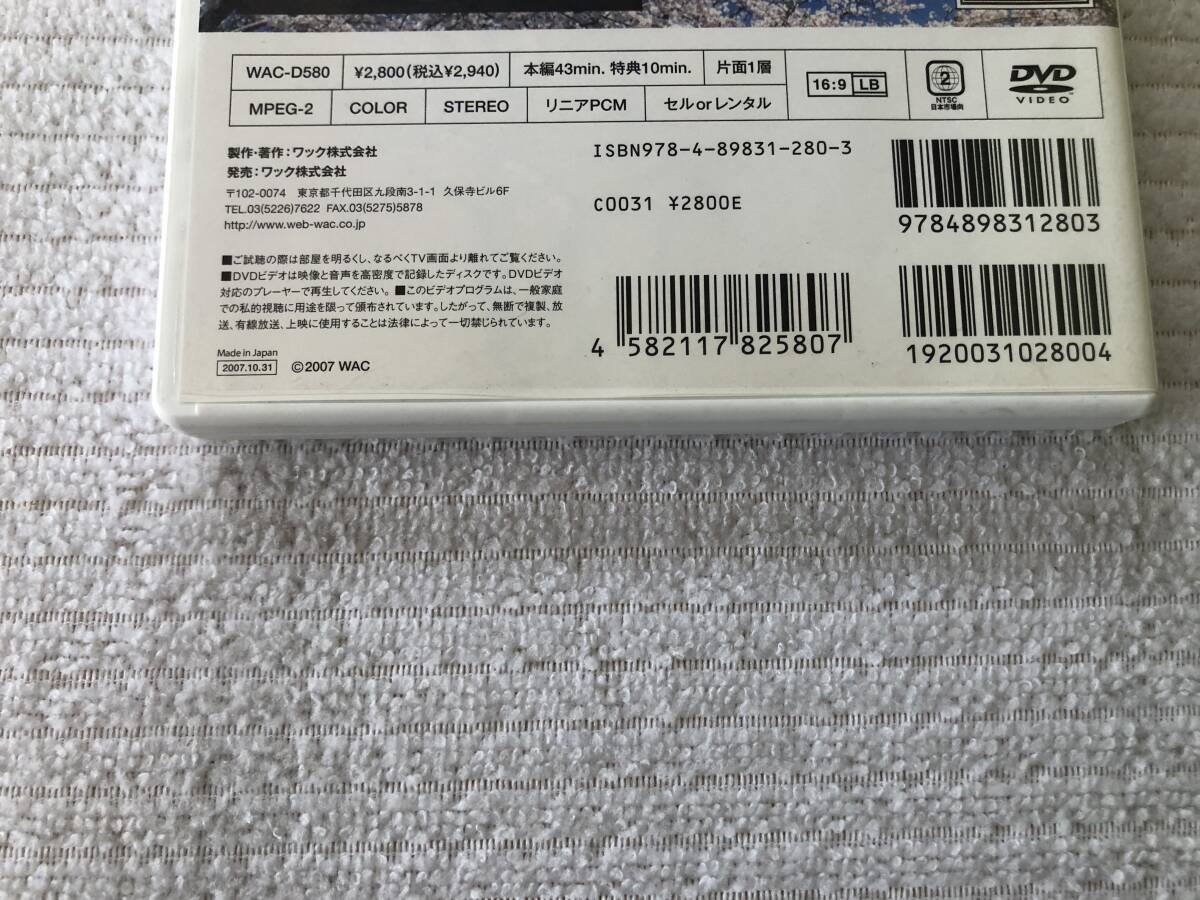 WAC-D580 ¥2,800(税込¥2,940) 本編43min. 特典10min. 片面1層
MPEG-2 COLOR STEREO リニアPCM セルorレンタル
16:9 LB
2
NTSC
日本市場向
DVD
VIDEO
製作・著作：ワック株式会社
発売：ワック株式会社
〒102-0074 東京都千代田区九段南3-1-1 久保寺ビル6F
TEL.03(5226)7622 FAX.03(5275)5878
http://www.web-wac.co.jp
ISBN978-4-89831-280-3
C0031 ¥2800E
9784898312803
■ご試聴の際は部屋を明るくし、なるべくTV画面より離れてご覧ください。
■DVDビデオは映像と音声を高密度で記録したディスクです。DVDビデオ
対応のプレーヤーで再生してください。■このビデオプログラムは、一般家庭
での私的視聴に用途を限って頒布されています。したがって、無断で複製、放
送、有線放送、上映に使用することは法律によって一切禁じられています。
4 582117 825807
1920031028004
Made in Japan
2007.10.31 ©2007 WAC